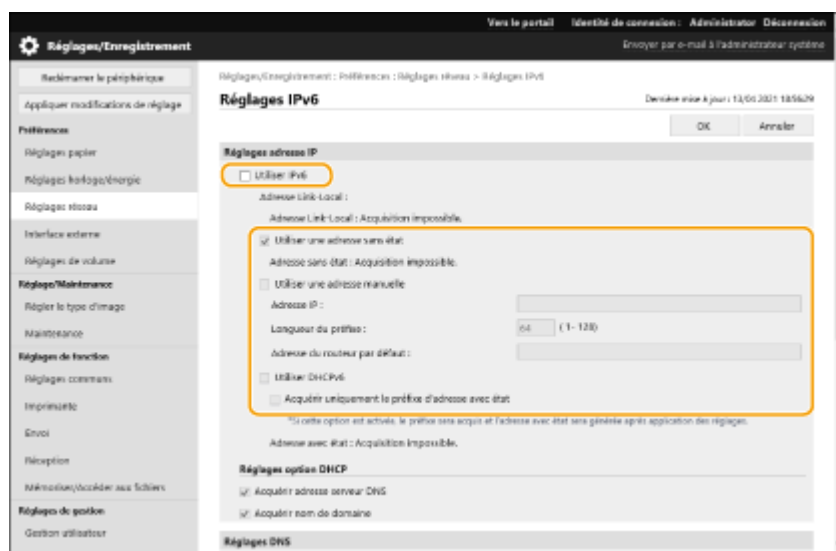 Vers le portail Identité de connexion : Administrator Déconnexion
Réglages/Enregistrement
Envoyer par e-mail à l'administrateur système
Redémarrer le périphérique
Appliquer modifications de réglage
Préférences
Réglages papier
Réglages horloge/énergie
Réglages réseau
Interface externe
Réglages de volume
Réglage/Maintenance
Régler le type d'image
Maintenance
Réglages de fonction
Réglages communs
Imprimante
Envoi
Réception
Mémoriser/Accéder aux fichiers
Réglages de gestion
Gestion utilisateur
Réglages/Enregistrement : Préférences : Réglages réseau > Réglages IPv6
Réglages IPv6
Dernière mise à jour : 13/04 2021 18:56:29
OK Annuler
Réglages adresse IP
Utiliser IPv6
Adresse Link-Local :
Adresse Link-Local : Acquisition impossible.
Utiliser une adresse sans état
Adresse sans état : Acquisition impossible.
Utiliser une adresse manuelle
Adresse IP :
Longueur du préfixe : 64 (1- 128)
Adresse du routeur par défaut :
Utiliser DHCPv6
Acquérir uniquement le préfixe d'adresse avec état
*Si cette option est activée, le préfixe sera acquis et l'adresse avec état sera générée après application des réglages.
Adresse avec état : Acquisition impossible.
Réglages option DHCP
Acquérir adresse serveur DNS
Acquérir nom de domaine
Réglages DNS